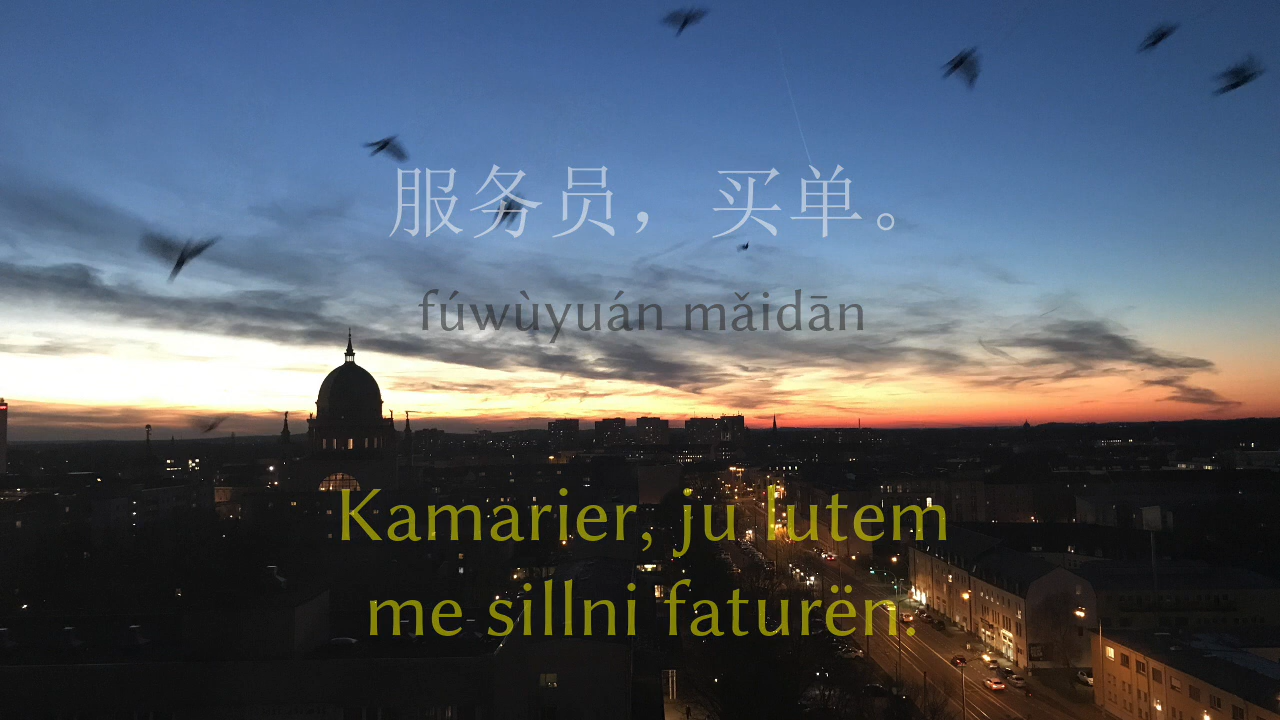 服务员，买单。
fúwùyuán mǎidān
Kamarier, ju lutem
me sillni faturën.